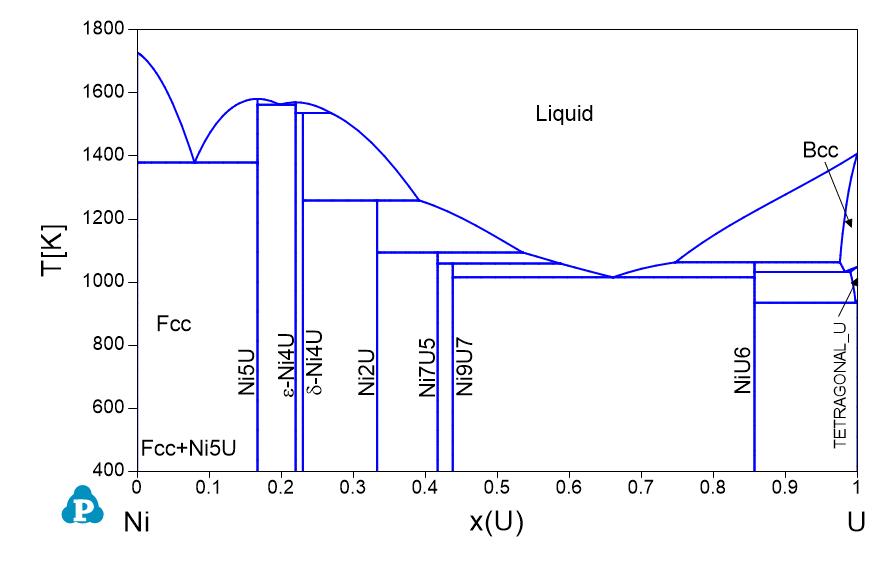 1800
1600
1400
1200
1000
800
600
400
T[K]
Liquid
Bcc
Fcc
Fcc+Ni5U
Ni5U
ε-Ni4U
δ-Ni4U
Ni2U
Ni7U5
Ni9U7
NiU6
TETRAGONAL_U
0 0.1 0.2 0.3 0.4 0.5 0.6 0.7 0.8 0.9 1
P
Ni x(U) U